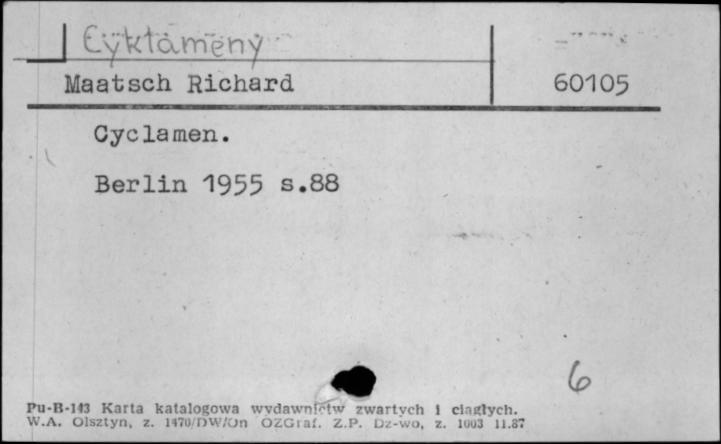 Cyklameny
Maatsch Richard 60105
Cyclamen.
Berlin 1955 s.88
6
Pu-B-143 Karta katalogowa wydawnictw zwartych i ciągłych.
W.A. Olsztyn, z. 1470/DW/Jn OZGraf. Z.P. Dz-wo, z. 1003 11.87